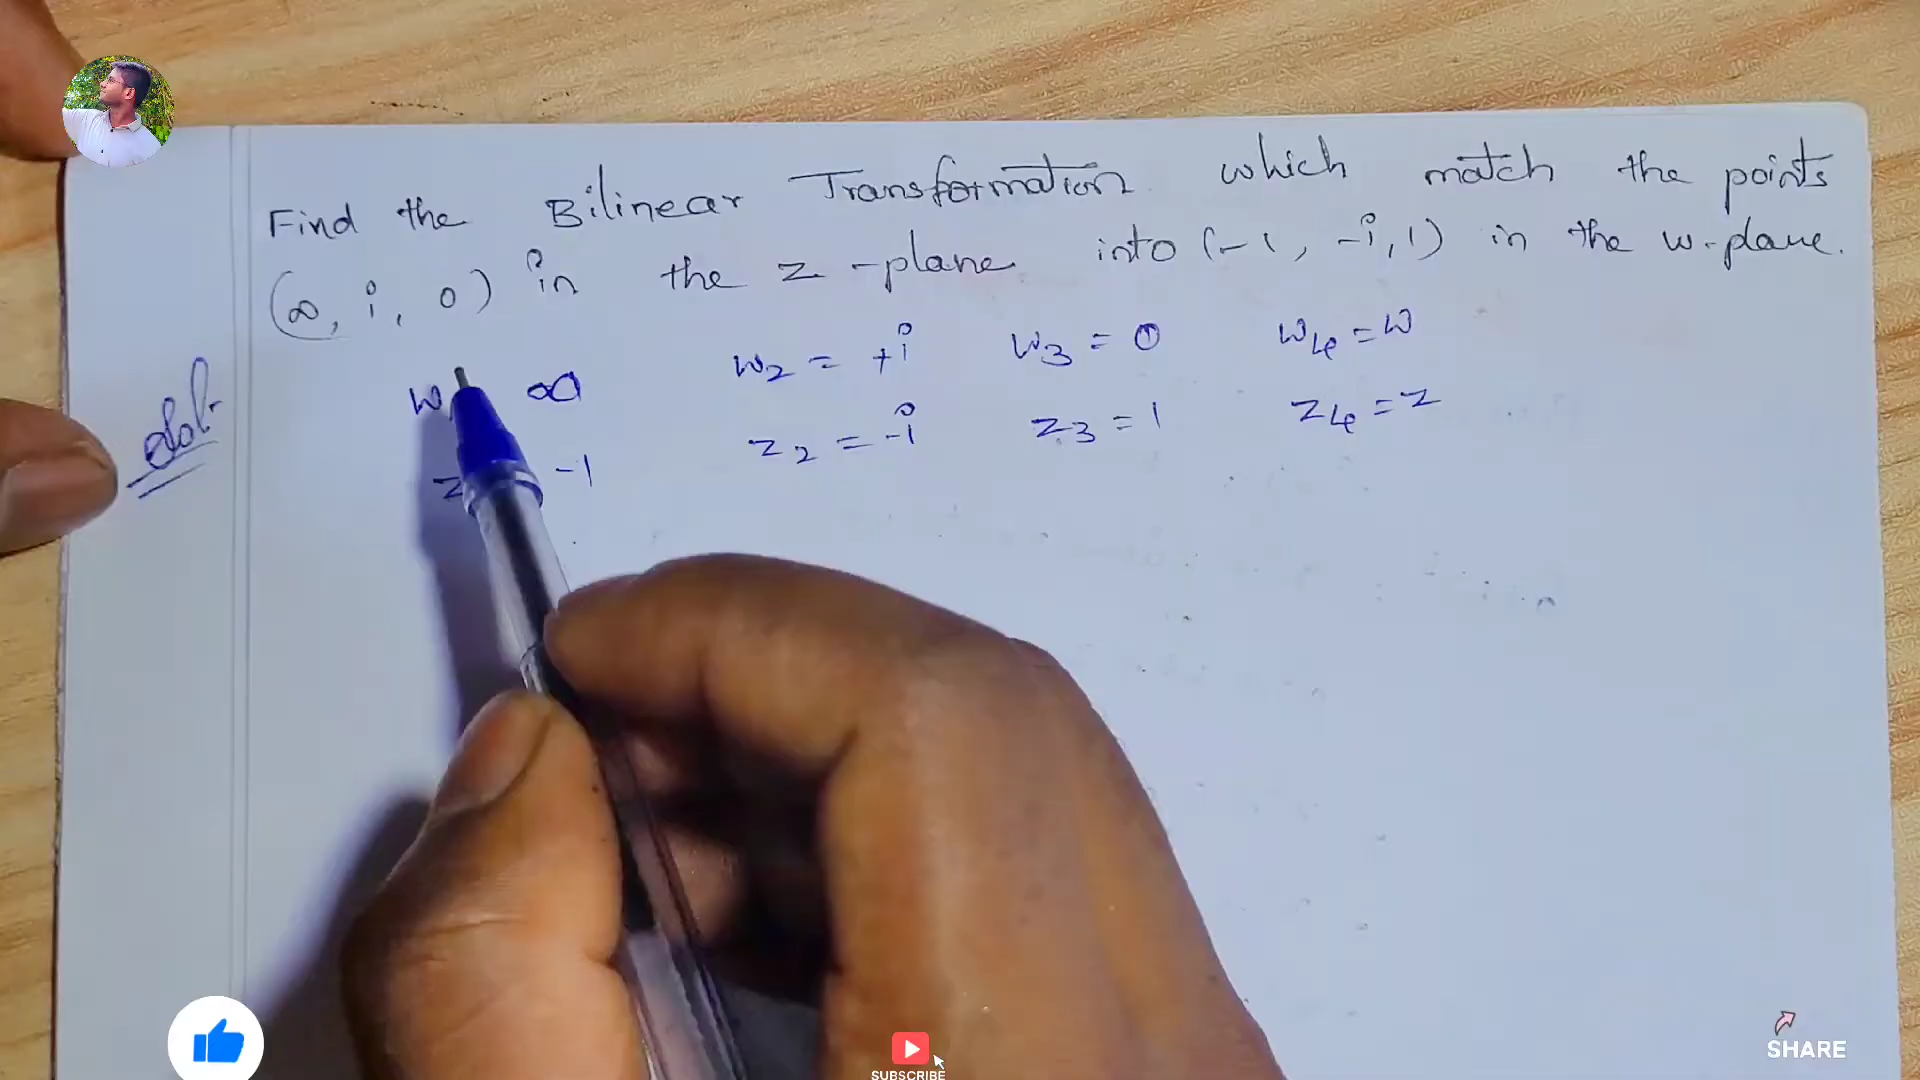 Find the Bilinear Transformation which match the points
(∞, i, 0) in the z-plane into (-1, -i, 1) in the w-plane.
Sol-
w ∞ w2 = +i w3 = 0 w4 = w
z -1 z2 = -i z3 = 1 z4 = z
SUBSCRIBE
SHARE